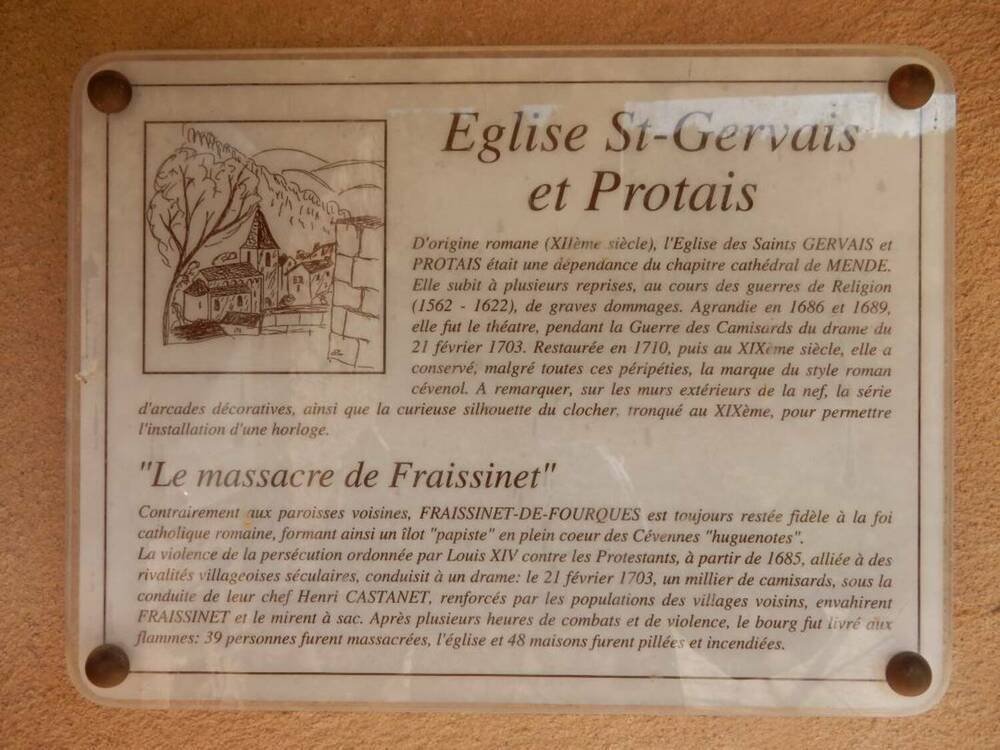 Eglise St-Gervais
et Protais
D'origine romane (XIIème siècle), l'Eglise des Saints GERVAIS et
PROTAIS était une dépendance du chapitre cathédral de MENDE.
Elle subit à plusieurs reprises, au cours des guerres de Religion
(1562 - 1622), de graves dommages. Agrandie en 1686 et 1689,
elle fut le théatre, pendant la Guerre des Camisards du drame du
21 février 1703. Restaurée en 1710, puis au XIXème siècle, elle a
conservé, malgré toutes ces péripéties, la marque du style roman
cévenol. A remarquer, sur les murs extérieurs de la nef, la série
d'arcades décoratives, ainsi que la curieuse silhouette du clocher, tronqué au XIXème, pour permettre
l'installation d'une horloge.
"Le massacre de Fraissinet"
Contrairement aux paroisses voisines, FRAISSINET-DE-FOURQUES est toujours restée fidèle à la foi
catholique romaine, formant ainsi un îlot "papiste" en plein coeur des Cévennes "huguenotes".
La violence de la persécution ordonnée par Louis XIV contre les Protestants, à partir de 1685, alliée à des
rivalités villageoises séculaires, conduisit à un drame: le 21 février 1703, un millier de camisards, sous la
conduite de leur chef Henri CASTANET, renforcés par les populations des villages voisins, envahirent
FRAISSINET et le mirent à sac. Après plusieurs heures de combats et de violence, le bourg fut livré aux
flammes: 39 personnes furent massacrées, l'église et 48 maisons furent pillées et incendiées.